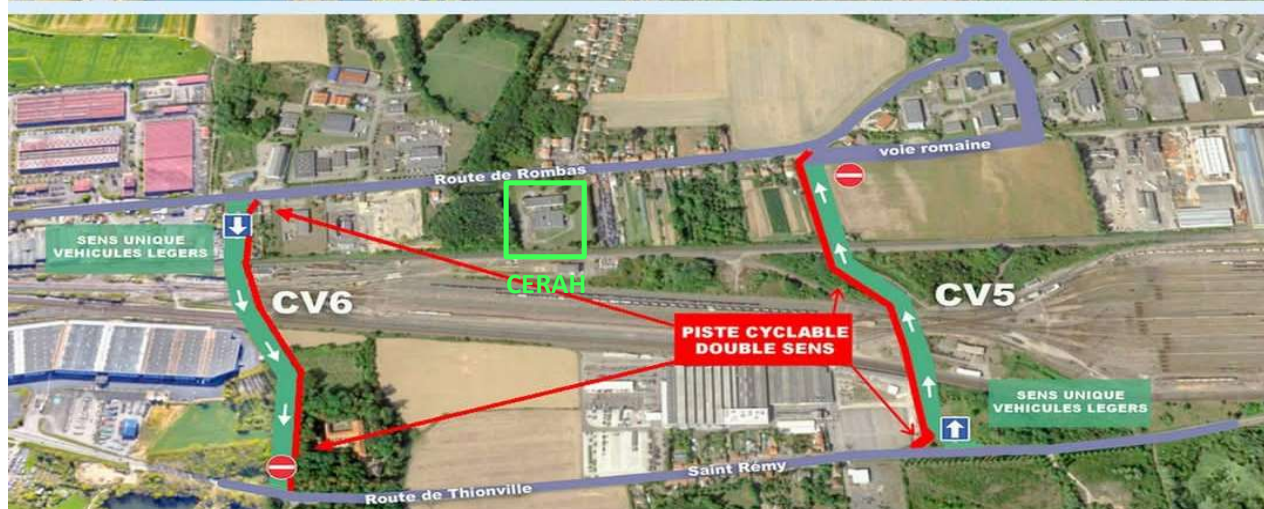 voie romaine
Route de Rombas
SENS UNIQUE
VEHICULES LEGERS
CERAH
CV6
CV5
PISTE CYCLABLE
DOUBLE SENS
SENS UNIQUE
VEHICULES LEGERS
Saint Rémy
Route de Thionville